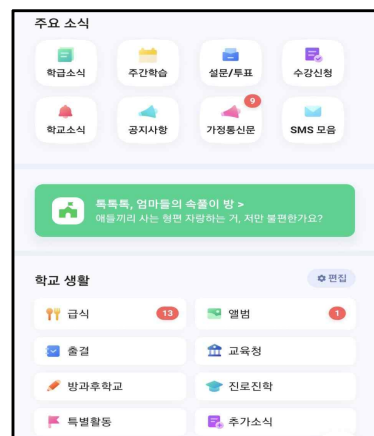 주요 소식
학급소식 주간학습 설문/투표 수강신청
9
학교소식 공지사항 가정통신문 SMS 모음
톡톡톡, 엄마들의 속풀이 방 >
애들끼리 사는 형편 자랑하는 거, 저만 불편한가요?
학교 생활 편집
급식 13 앨범 1
출결 교육청
방과후학교 진로진학
특별활동 추가소식